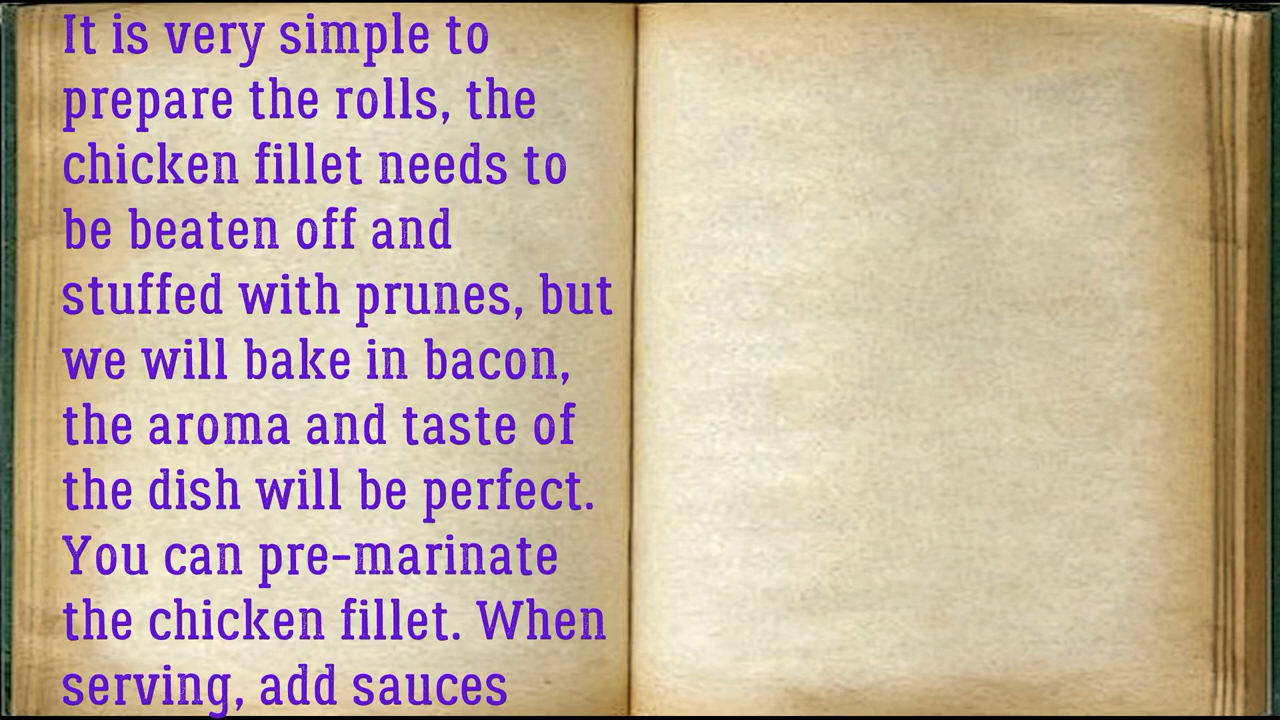 It is very simple to
prepare the rolls, the
chicken fillet needs to
be beaten off and
stuffed with prunes, but
we will bake in bacon,
the aroma and taste of
the dish will be perfect.
You can pre-marinate
the chicken fillet. When
serving, add sauces